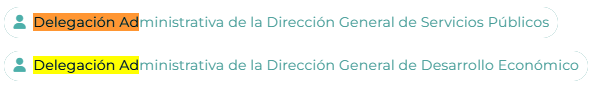 Delegación Administrativa de la Dirección General de Servicios Públicos
Delegación Administrativa de la Dirección General de Desarrollo Económico